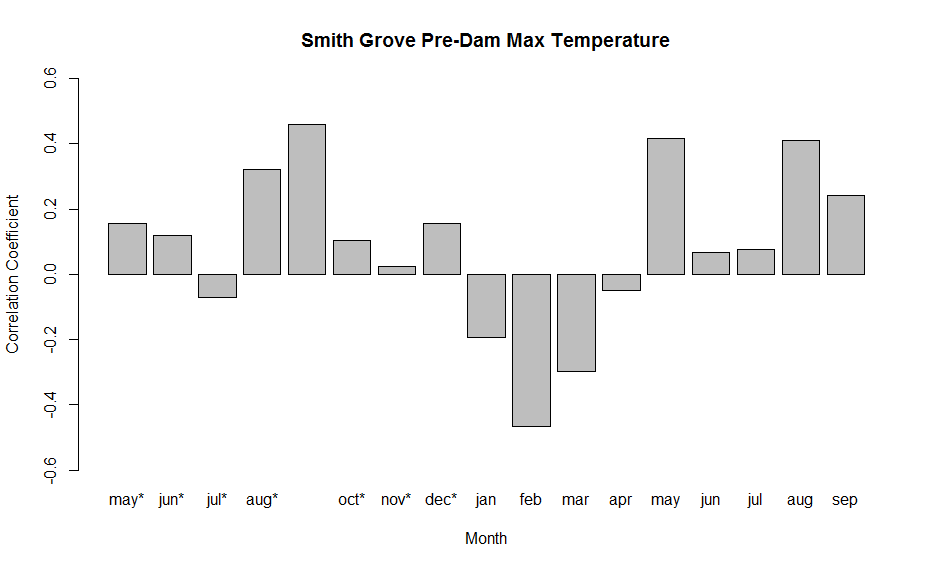 Smith Grove Pre-Dam Max Temperature
Correlation Coefficient
0.6
0.4
0.2
0.0
-0.2
-0.4
-0.6
may* jun* jul* aug* oct* nov* dec* jan feb mar apr may jun jul aug sep
Month